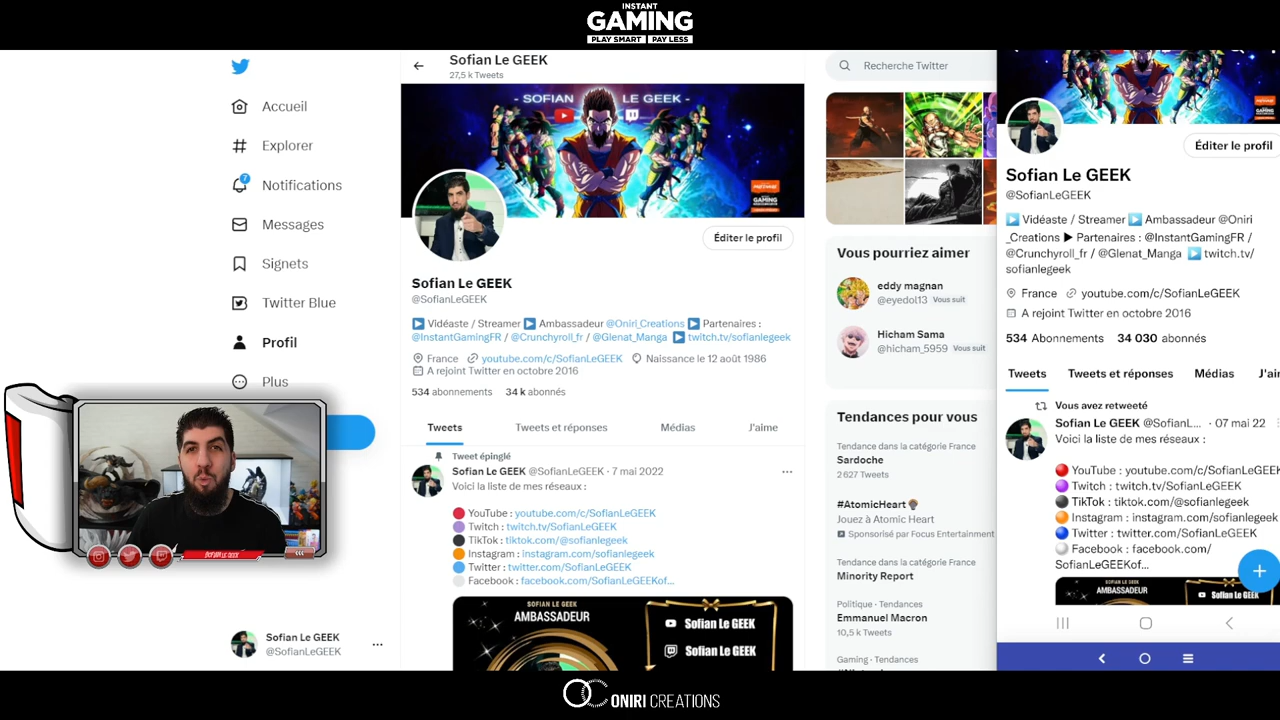 INSTANT
GAMING
PLAY SMART PAY LESS
Accueil
Explorer
7
Notifications
Messages
Signets
Twitter Blue
Profil
Plus
SOFIAN LE GEEK
Sofian Le GEEK
@SofianLeGEEK
Sofian Le GEEK
27,5 k Tweets
- SOFIAN LE GEEK -
INSTANT
GAMING
Éditer le profil
Sofian Le GEEK
@SofianLeGEEK
Vidéaste / Streamer Ambassadeur @Oniri_Creations Partenaires :
@InstantGamingFR / @Crunchyroll_fr / @Glenat_Manga twitch.tv/sofianlegeek
France youtube.com/c/SofianLeGEEK Naissance le 12 août 1986
A rejoint Twitter en octobre 2016
534 abonnements 34 k abonnés
Tweets Tweets et réponses Médias J'aime
Tweet épinglé
Sofian Le GEEK @SofianLeGEEK · 7 mai 2022
Voici la liste de mes réseaux :
YouTube : youtube.com/c/SofianLeGEEK
Twitch : twitch.tv/SofianLeGEEK
TikTok : tiktok.com/@sofianlegeek
Instagram : instagram.com/sofianlegeek
Twitter : twitter.com/SofianLeGEEK
Facebook : facebook.com/SofianLeGEEKof...
SOFIAN LE GEEK
AMBASSADEUR
Sofian Le GEEK
Sofian Le GEEK
Recherche Twitter
Vous pourriez aimer
eddy magnan
@eyedol13 Vous suit
Hicham Sama
@hicham_5959 Vous suit
Tendances pour vous
Tendance dans la catégorie France
Sardoche
2 627 Tweets
#AtomicHeart
Jouez à Atomic Heart
Sponsorisé par Focus Entertainment
Tendance dans la catégorie France
Minority Report
Politique · Tendances
Emmanuel Macron
10,5 k Tweets
Gaming · Tendances
Éditer le profil
Sofian Le GEEK
@SofianLeGEEK
Vidéaste / Streamer Ambassadeur @Oniri
_Creations Partenaires : @InstantGamingFR /
@Crunchyroll_fr / @Glenat_Manga twitch.tv/
sofianlegeek
France youtube.com/c/SofianLeGEEK
A rejoint Twitter en octobre 2016
534 Abonnements 34 030 abonnés
Tweets Tweets et réponses Médias J'ai
Vous avez retweeté
Sofian Le GEEK @SofianL... · 07 mai 22
Voici la liste de mes réseaux :
YouTube : youtube.com/c/SofianLeGEEK
Twitch : twitch.tv/SofianLeGEEK
TikTok : tiktok.com/@sofianlegeek
Instagram : instagram.com/sofianlegeek
Twitter : twitter.com/SofianLeGEEK
Facebook : facebook.com/
SofianLeGEEKof...
SOFIAN LE GEEK
AMBASSADEUR
Sofian Le GEEK
ONIRI CREATIONS